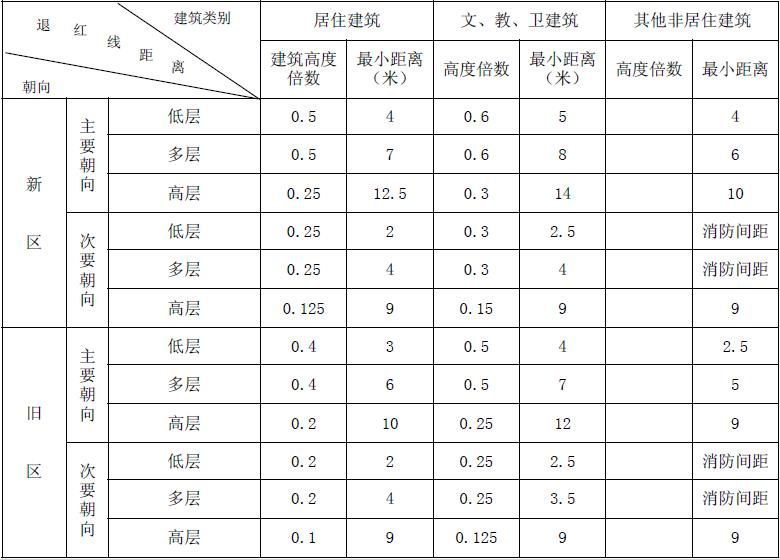 退红线距离 建筑类别 朝向 居住建筑 文、教、卫建筑 其他非居住建筑
建筑高度倍数 最小距离（米） 高度倍数 最小距离（米） 高度倍数 最小距离
新区 主要朝向 低层 0.5 4 0.6 5 4
多层 0.5 7 0.6 8 6
高层 0.25 12.5 0.3 14 10
次要朝向 低层 0.25 2 0.3 2.5 消防间距
多层 0.25 4 0.3 4 消防间距
高层 0.125 9 0.15 9 9
旧区 主要朝向 低层 0.4 3 0.5 4 2.5
多层 0.4 6 0.5 7 5
高层 0.2 10 0.25 12 9
次要朝向 低层 0.2 2 0.25 2.5 消防间距
多层 0.2 4 0.25 3.5 消防间距
高层 0.1 9 0.125 9 9